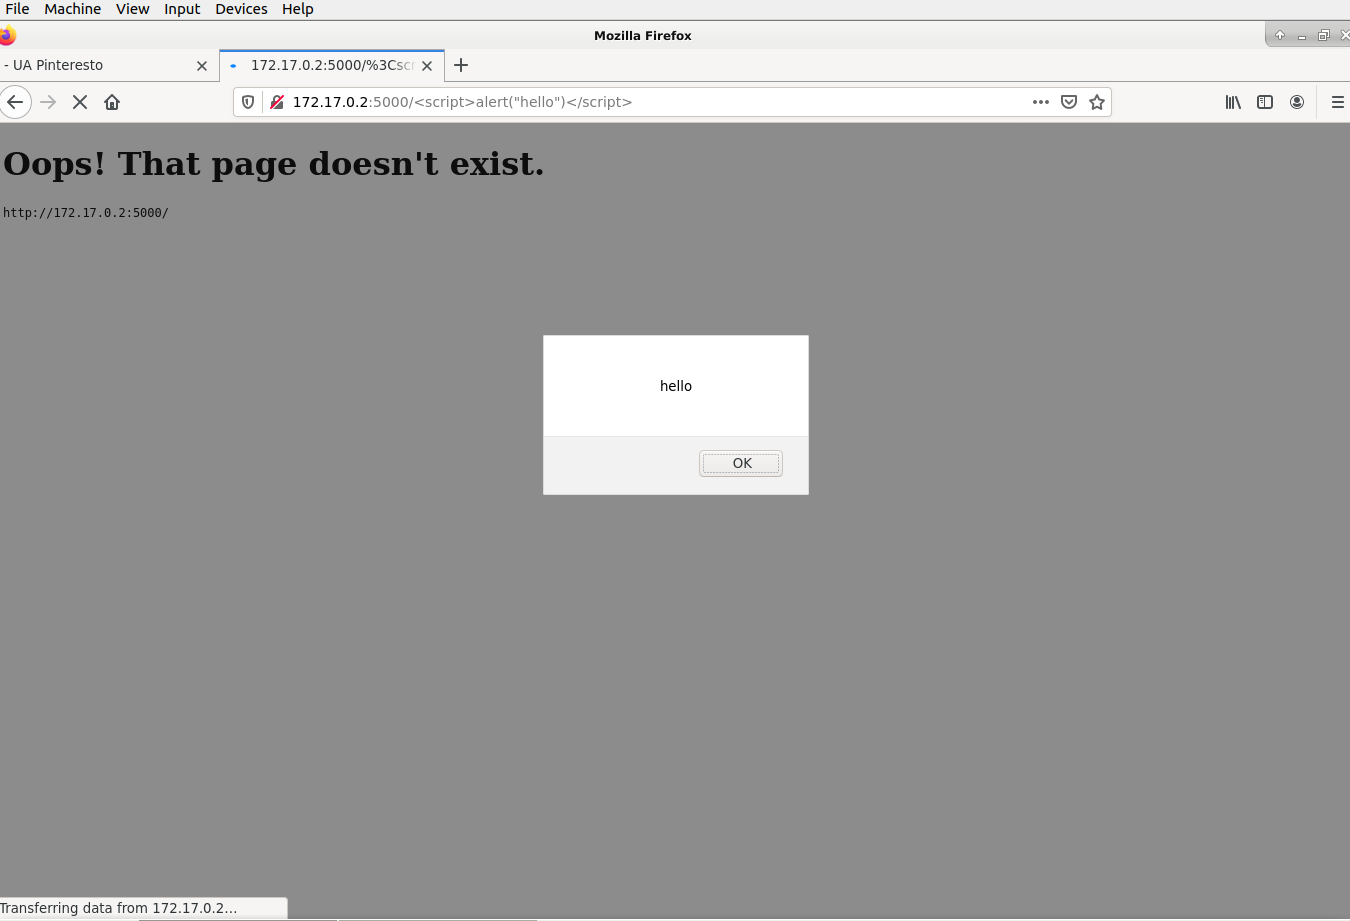 File Machine View Input Devices Help
Mozilla Firefox
- UA Pinteresto
172.17.0.2:5000/%3Cscr
172.17.0.2:5000/<script>alert("hello")</script>
Oops! That page doesn't exist.
http://172.17.0.2:5000/
hello
OK
Transferring data from 172.17.0.2...